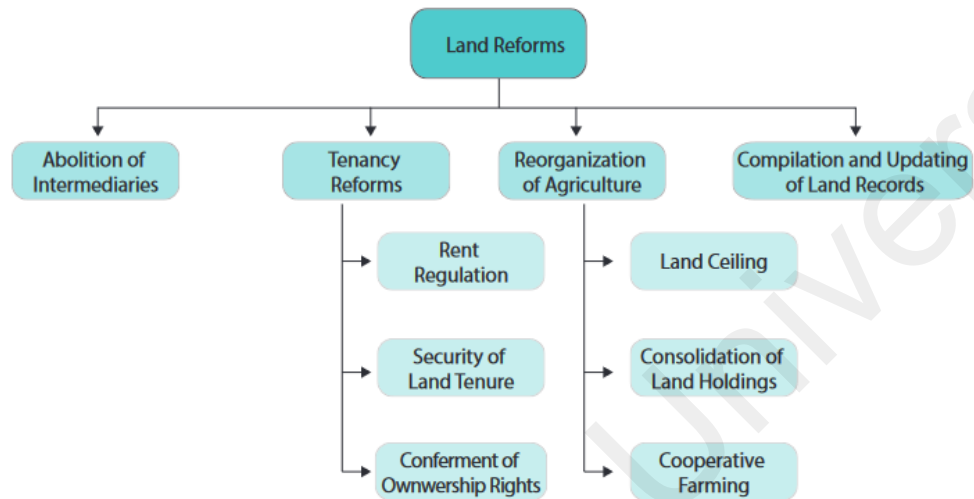 Land Reforms
Abolition of
Intermediaries
Tenancy
Reforms
Reorganization
of Agriculture
Compilation and Updating
of Land Records
Rent
Regulation
Land Ceiling
Security of
Land Tenure
Consolidation of
Land Holdings
Conferment of
Ownwership Rights
Cooperative
Farming